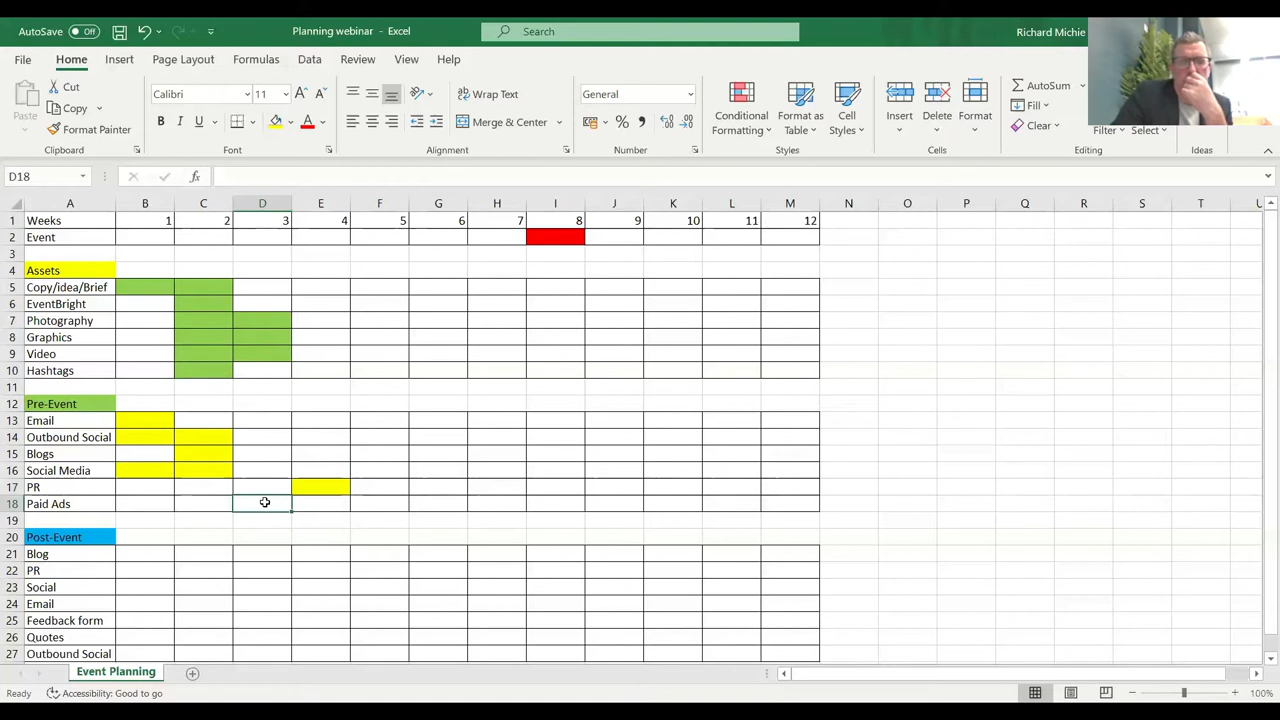 AutoSave Off Planning webinar - Excel Search Richard Michie
File Home Insert Page Layout Formulas Data Review View Help
Paste Cut Copy Format Painter Clipboard
Calibri 11 A A B I U A Font
Wrap Text Merge & Center Alignment
General % Number
Conditional Formatting Format as Table Cell Styles Styles
Insert Delete Format Cells
AutoSum Fill Clear Filter Select Editing Ideas
D18 fx
A B C D E F G H I J K L M N O P Q R S T U
1 Weeks 1 2 3 4 5 6 7 8 9 10 11 12
2 Event
3
4 Assets
5 Copy/idea/Brief
6 EventBright
7 Photography
8 Graphics
9 Video
10 Hashtags
11
12 Pre-Event
13 Email
14 Outbound Social
15 Blogs
16 Social Media
17 PR
18 Paid Ads
19
20 Post-Event
21 Blog
22 PR
23 Social
24 Email
25 Feedback form
26 Quotes
27 Outbound Social
Event Planning
Ready Accessibility: Good to go 100%